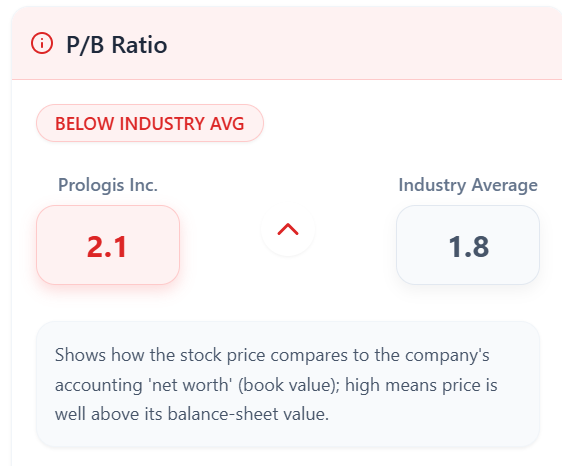 P/B Ratio
BELOW INDUSTRY AVG
Prologis Inc.
Industry Average
2.1
1.8
Shows how the stock price compares to the company's
accounting 'net worth' (book value); high means price is
well above its balance-sheet value.